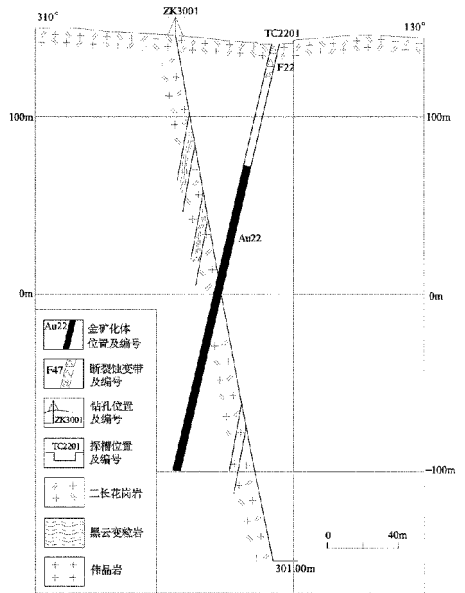 ZK3001
310°
TC2201
130°
F22
100m
100m
Au22
0m
0m
Au22
金矿化体
位置及编号
F47
断裂蚀变带
及编号
ZK3001
钻孔位置
及编号
TC2201
探槽位置
及编号
二长花岗岩
黑云变粒岩
伟晶岩
-100m
0 40m
301.00m